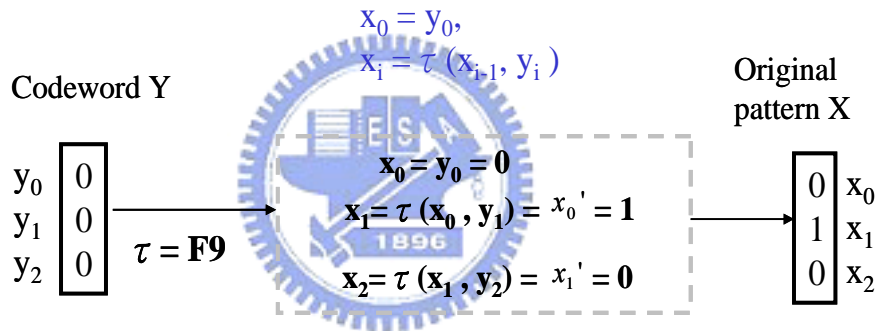 x₀ = y₀,
xᵢ = τ (xᵢ₋₁, yᵢ )
Codeword Y
Original
pattern X
y₀ 0
y₁ 0
y₂ 0
τ = F9
E S A
x₀ = y₀ = 0
x₁= τ (x₀ , y₁) = x₀' = 1
1896
x₂= τ (x₁ , y₂) = x₁' = 0
0 x₀
1 x₁
0 x₂